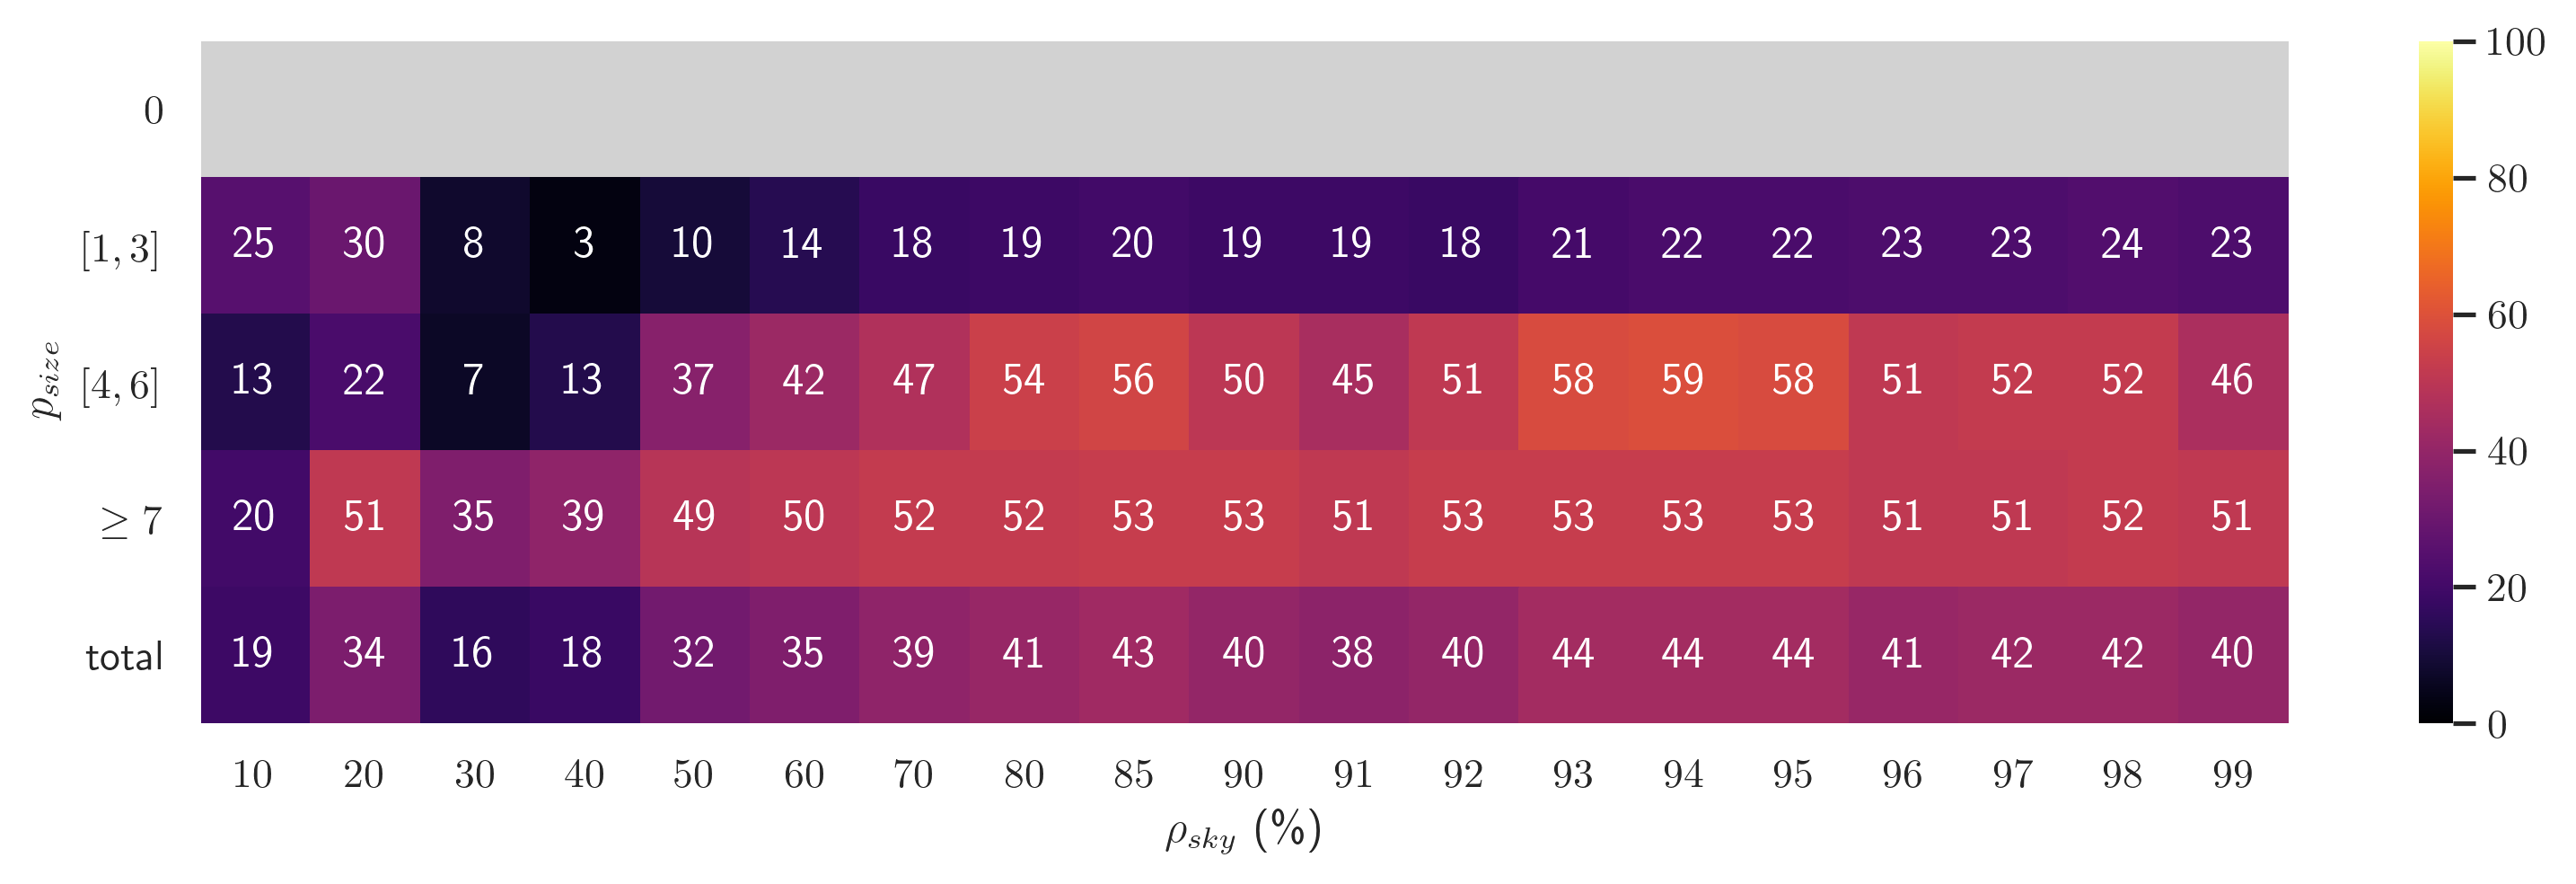 0
[1, 3] 25 30 8 3 10 14 18 19 20 19 19 18 21 22 22 23 23 24 23
[4, 6] 13 22 7 13 37 42 47 54 56 50 45 51 58 59 58 51 52 52 46
≥ 7 20 51 35 39 49 50 52 52 53 53 51 53 53 53 53 51 51 52 51
total 19 34 16 18 32 35 39 41 43 40 38 40 44 44 44 41 42 42 40
10 20 30 40 50 60 70 80 85 90 91 92 93 94 95 96 97 98 99
ρ_sky (%)
p_size
100
80
60
40
20
0